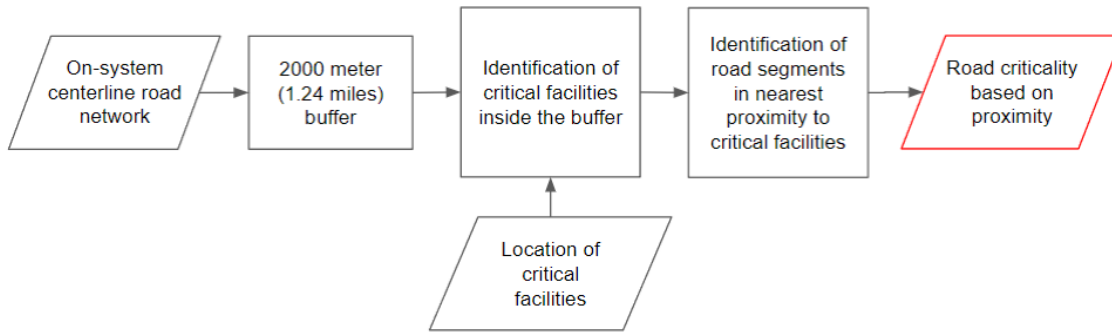 On-system
centerline road
network
2000 meter
(1.24 miles)
buffer
Identification of
critical facilities
inside the buffer
Identification of
road segments
in nearest
proximity to
critical facilities
Road criticality
based on
proximity
Location of
critical
facilities